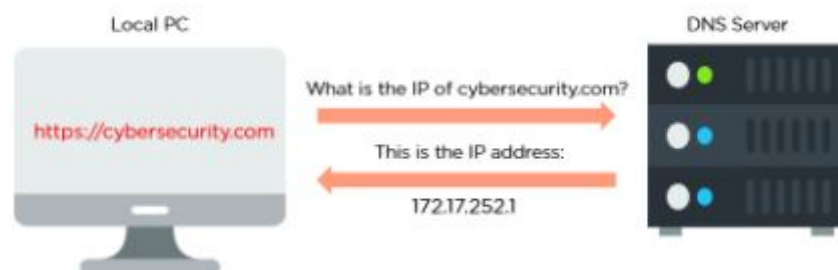 Local PC
DNS Server
https://cybersecurity.com
What is the IP of cybersecurity.com?
This is the IP address:
172.17.252.1